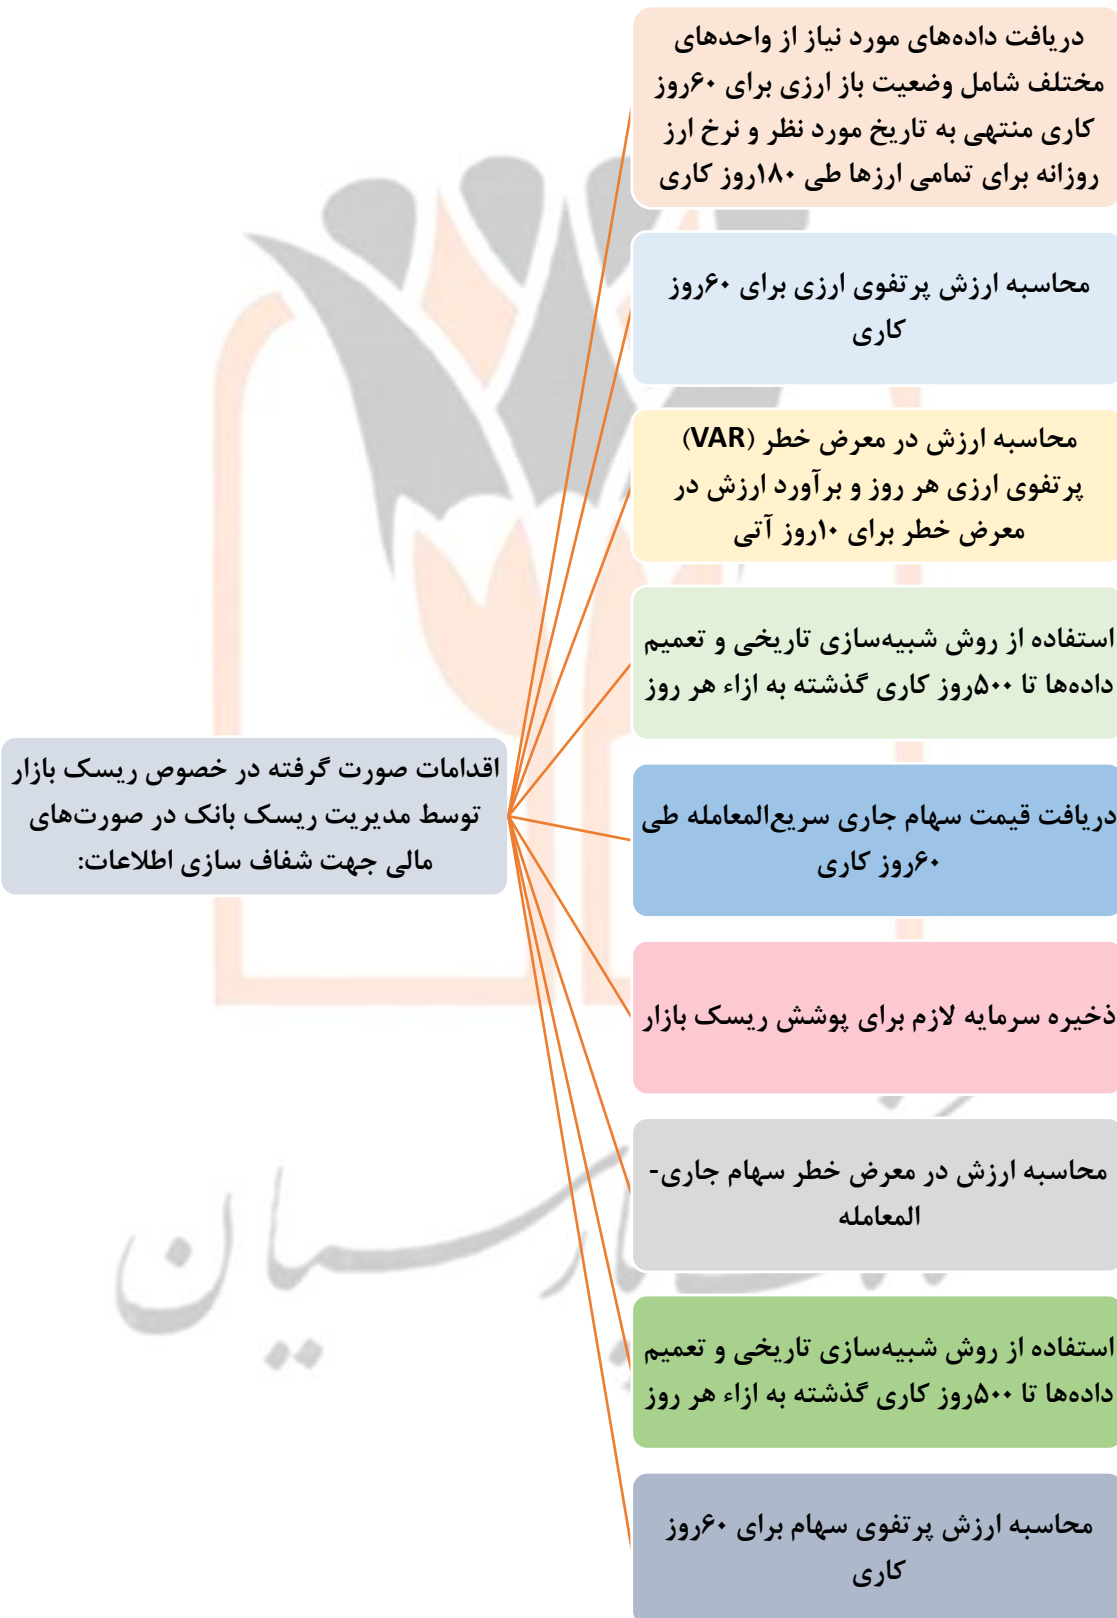 دریافت داده‌های مورد نیاز از واحدهای
مختلف شامل وضعیت باز ارزی برای ۶۰روز
کاری منتهی به تاریخ مورد نظر و نرخ ارز
روزانه برای تمامی ارزها طی ۱۸۰روز کاری
محاسبه ارزش پرتفوی ارزی برای ۶۰روز
کاری
محاسبه ارزش در معرض خطر (VAR)
پرتفوی ارزی هر روز و برآورد ارزش در
معرض خطر برای ۱۰روز آتی
استفاده از روش شبیه‌سازی تاریخی و تعمیم
داده‌ها تا ۵۰۰روز کاری گذشته به ازاء هر روز
اقدامات صورت گرفته در خصوص ریسک بازار
توسط مدیریت ریسک بانک در صورت‌های
مالی جهت شفاف سازی اطلاعات:
دریافت قیمت سهام جاری سریع‌المعامله طی
۶۰روز کاری
ذخیره سرمایه لازم برای پوشش ریسک بازار
محاسبه ارزش در معرض خطر سهام جاری-
المعامله
پارسیان
استفاده از روش شبیه‌سازی تاریخی و تعمیم
داده‌ها تا ۵۰۰روز کاری گذشته به ازاء هر روز
محاسبه ارزش پرتفوی سهام برای ۶۰روز
کاری